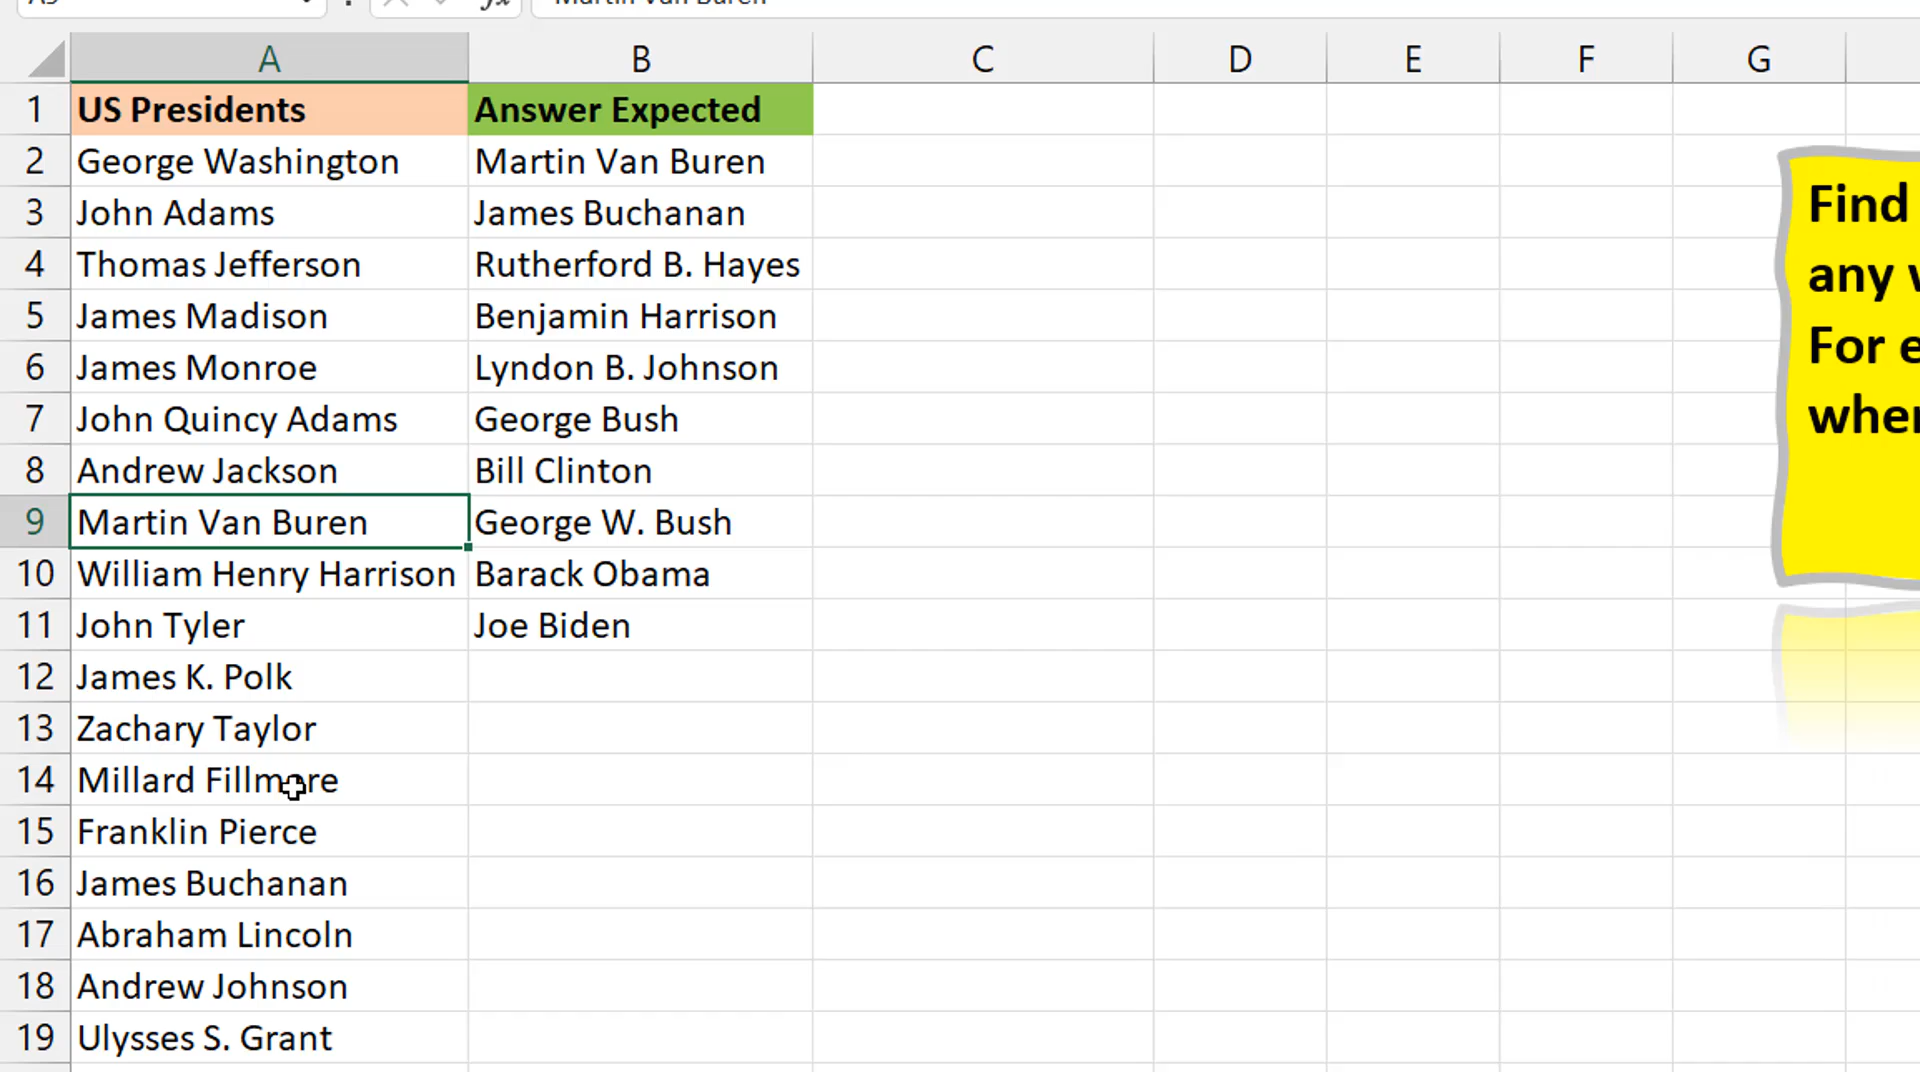 Martin Van Buren
A B C D E F G
1 US Presidents Answer Expected
2 George Washington Martin Van Buren
3 John Adams James Buchanan
4 Thomas Jefferson Rutherford B. Hayes
5 James Madison Benjamin Harrison
6 James Monroe Lyndon B. Johnson
7 John Quincy Adams George Bush
8 Andrew Jackson Bill Clinton
9 Martin Van Buren George W. Bush
10 William Henry Harrison Barack Obama
11 John Tyler Joe Biden
12 James K. Polk
13 Zachary Taylor
14 Millard Fillmore
15 Franklin Pierce
16 James Buchanan
17 Abraham Lincoln
18 Andrew Johnson
19 Ulysses S. Grant
Find
any
For